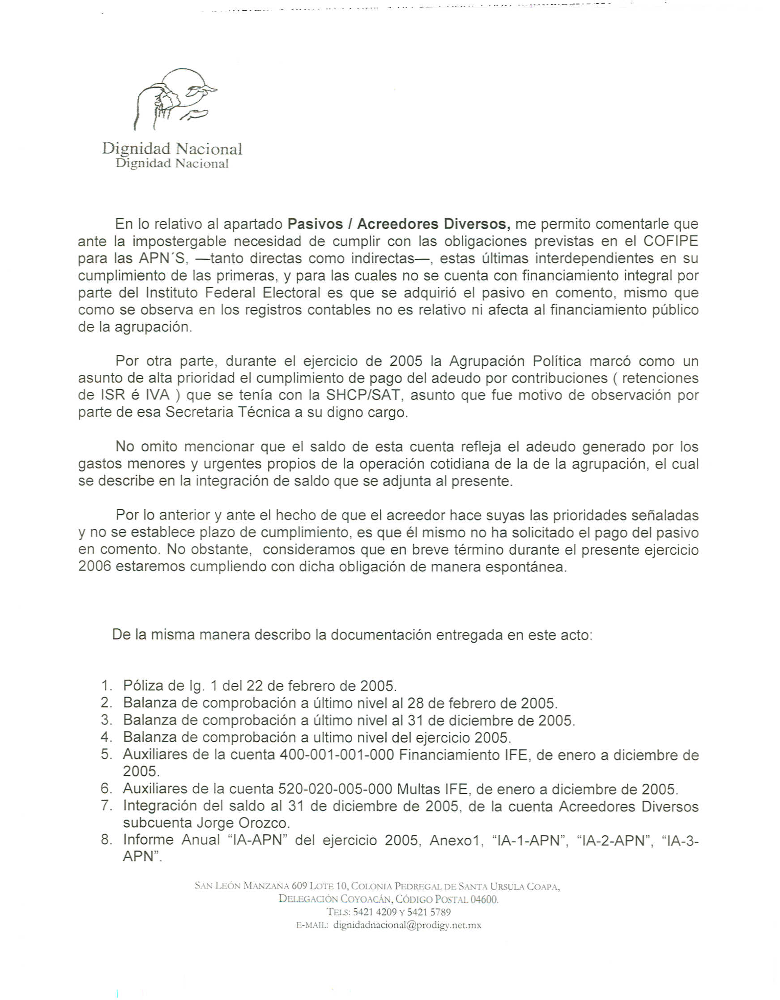 Dignidad Nacional
Dignidad Nacional
En lo relativo al apartado Pasivos / Acreedores Diversos, me permito comentarle que
ante la impostergable necesidad de cumplir con las obligaciones previstas en el COFIPE
para las APN´S, —tanto directas como indirectas—, estas últimas interdependientes en su
cumplimiento de las primeras, y para las cuales no se cuenta con financiamiento integral por
parte del Instituto Federal Electoral es que se adquirió el pasivo en comento, mismo que
como se observa en los registros contables no es relativo ni afecta al financiamiento público
de la agrupación.
Por otra parte, durante el ejercicio de 2005 la Agrupación Política marcó como un
asunto de alta prioridad el cumplimiento de pago del adeudo por contribuciones ( retenciones
de ISR é IVA ) que se tenía con la SHCP/SAT, asunto que fue motivo de observación por
parte de esa Secretaria Técnica a su digno cargo.
No omito mencionar que el saldo de esta cuenta refleja el adeudo generado por los
gastos menores y urgentes propios de la operación cotidiana de la de la agrupación, el cual
se describe en la integración de saldo que se adjunta al presente.
Por lo anterior y ante el hecho de que el acreedor hace suyas las prioridades señaladas
y no se establece plazo de cumplimiento, es que él mismo no ha solicitado el pago del pasivo
en comento. No obstante, consideramos que en breve término durante el presente ejercicio
2006 estaremos cumpliendo con dicha obligación de manera espontánea.
De la misma manera describo la documentación entregada en este acto:
1. Póliza de Ig. 1 del 22 de febrero de 2005.
2. Balanza de comprobación a último nivel al 28 de febrero de 2005.
3. Balanza de comprobación a último nivel al 31 de diciembre de 2005.
4. Balanza de comprobación a ultimo nivel del ejercicio 2005.
5. Auxiliares de la cuenta 400-001-001-000 Financiamiento IFE, de enero a diciembre de
2005.
6. Auxiliares de la cuenta 520-020-005-000 Multas IFE, de enero a diciembre de 2005.
7. Integración del saldo al 31 de diciembre de 2005, de la cuenta Acreedores Diversos
subcuenta Jorge Orozco.
8. Informe Anual “IA-APN” del ejercicio 2005, Anexo1, “IA-1-APN”, “IA-2-APN”, “IA-3-
APN”.
SAN LEÓN MANZANA 609 LOTE 10, COLONIA PEDREGAL DE SANTA URSULA COAPA,
DELEGACIÓN COYOACÁN, CÓDIGO POSTAL 04600.
TELS: 5421 4209 Y 5421 5789
E-MAIL: dignidadnacional@prodigy.net.mx